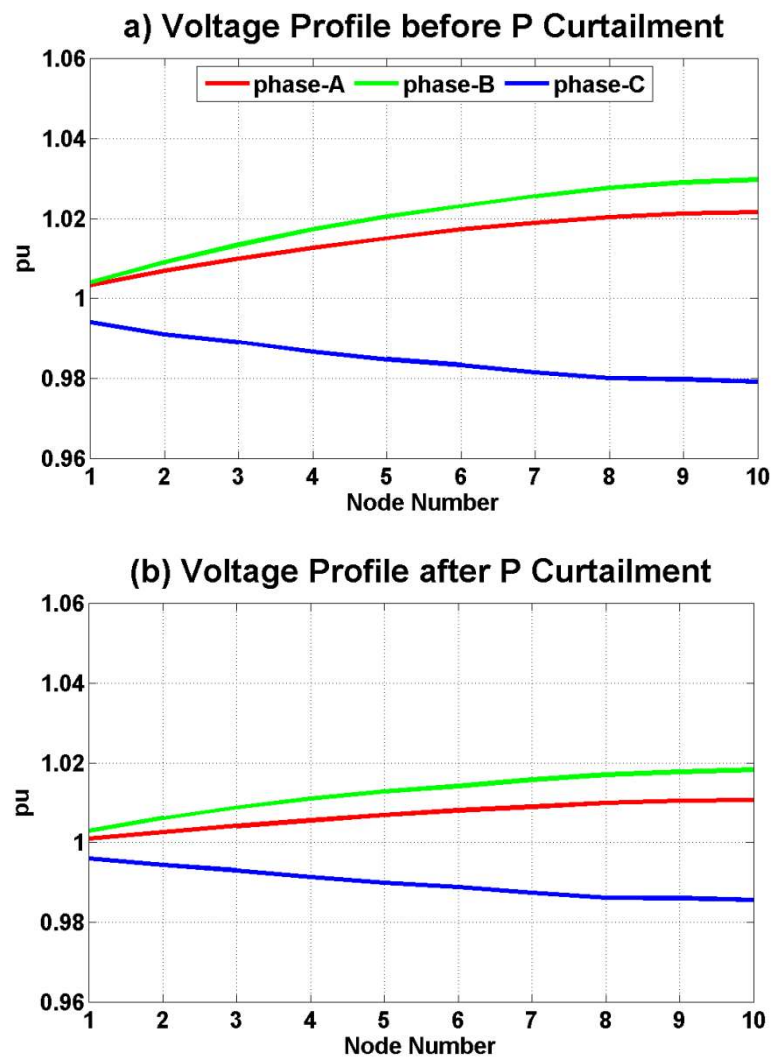 a) Voltage Profile before P Curtailment
1.06
phase-A phase-B phase-C
1.04
1.02
pu
1
0.98
0.96
1 2 3 4 5 6 7 8 9 10
Node Number
(b) Voltage Profile after P Curtailment
1.06
1.04
1.02
pu
1
0.98
0.96
1 2 3 4 5 6 7 8 9 10
Node Number